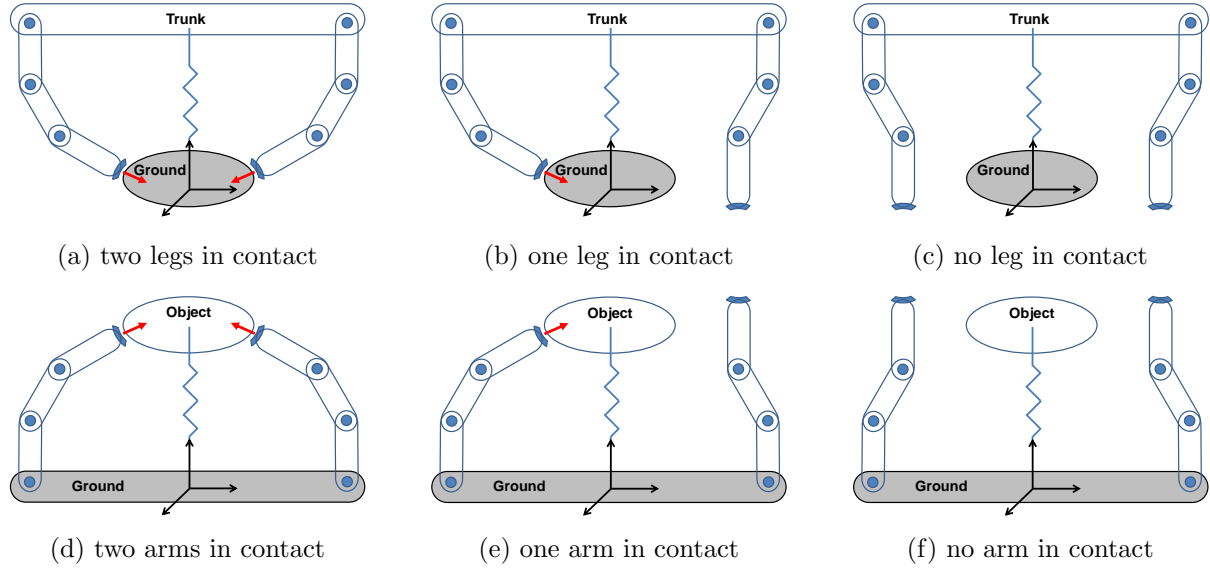 Trunk
Trunk
Trunk
Ground
Ground
Ground
(a) two legs in contact
(b) one leg in contact
(c) no leg in contact
Object
Object
Object
Ground
Ground
Ground
(d) two arms in contact
(e) one arm in contact
(f) no arm in contact